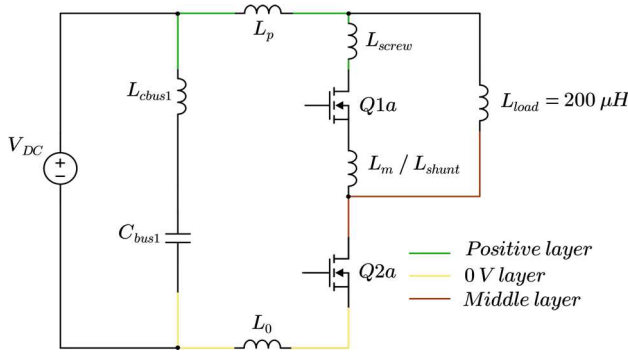 L_p
L_screw
L_cbus1
Q1a
L_load = 200 μH
V_DC
+
−
L_m / L_shunt
C_bus1
Q2a
Positive layer
0 V layer
Middle layer
L_0